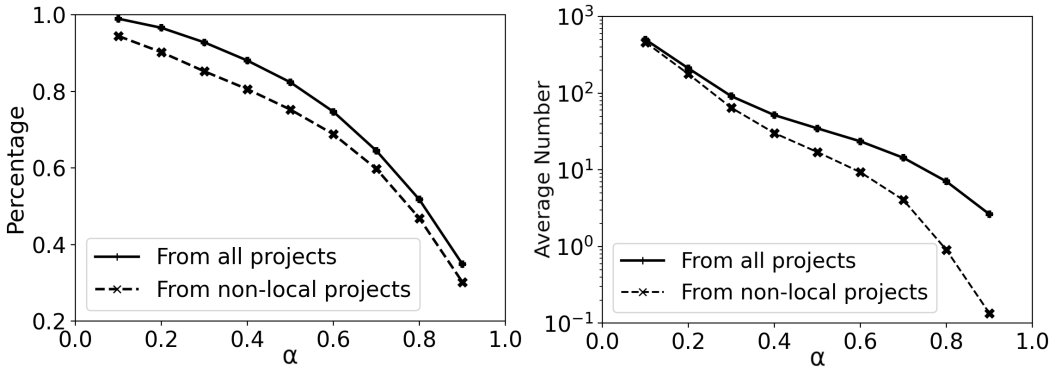 1.0
0.8
0.6
0.4
0.2
Percentage
0.0 0.2 0.4 0.6 0.8 1.0
α
From all projects
From non-local projects
10³
10²
10¹
10⁰
10⁻¹
Average Number
0.0 0.2 0.4 0.6 0.8 1.0
α
From all projects
From non-local projects